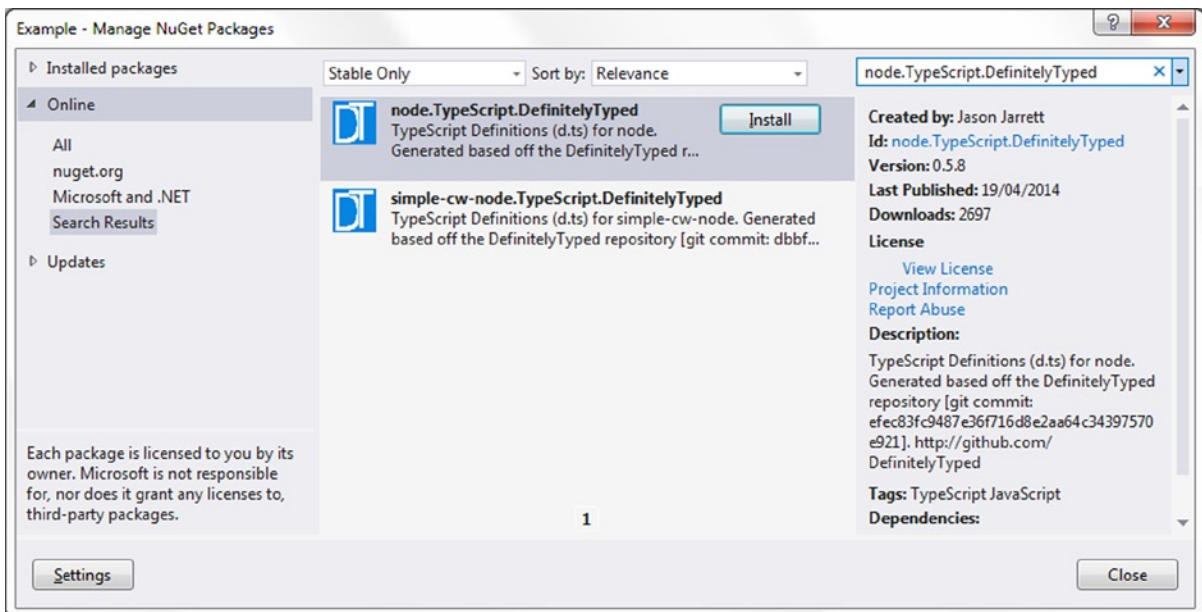 Example - Manage NuGet Packages
Installed packages
Online
All
nuget.org
Microsoft and .NET
Search Results
Updates
Each package is licensed to you by its
owner. Microsoft is not responsible
for, nor does it grant any licenses to,
third-party packages.
Settings
Stable Only
Sort by: Relevance
DT
node.TypeScript.DefinitelyTyped
TypeScript Definitions (d.ts) for node.
Generated based off the DefinitelyTyped r...
Install
DT
simple-cw-node.TypeScript.DefinitelyTyped
TypeScript Definitions (d.ts) for simple-cw-node. Generated
based off the DefinitelyTyped repository [git commit: dbbf...
1
node.TypeScript.DefinitelyTyped
Created by: Jason Jarrett
Id: node.TypeScript.DefinitelyTyped
Version: 0.5.8
Last Published: 19/04/2014
Downloads: 2697
License
View License
Project Information
Report Abuse
Description:
TypeScript Definitions (d.ts) for node.
Generated based off the DefinitelyTyped
repository [git commit:
efec83fc9487e36f716d8e2aa64c34397570
e921]. http://github.com/
DefinitelyTyped
Tags: TypeScript JavaScript
Dependencies:
Close